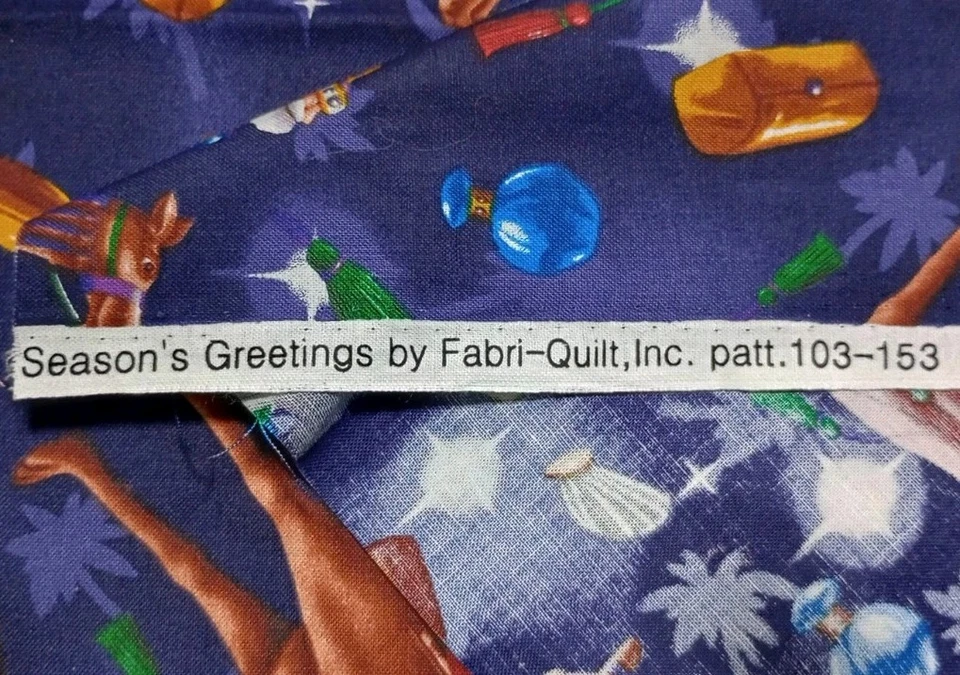 Season's Greetings by Fabri-Quilt,Inc. patt.103-153